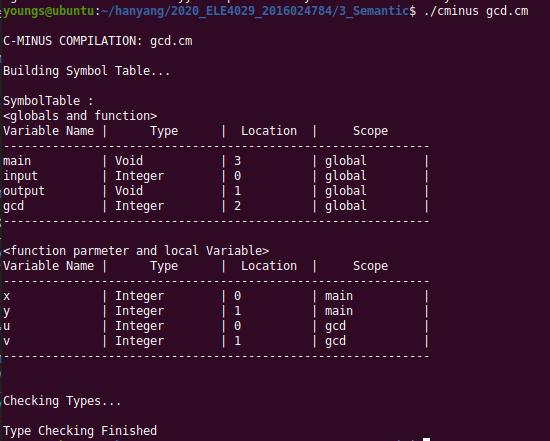 youngs@ubuntu:~/hanyang/2020_ELE4029_2016024784/3_Semantic$ ./cminus gcd.cm
C-MINUS COMPILATION: gcd.cm
Building Symbol Table...
SymbolTable :
<globals and function>
Variable Name | Type | Location | Scope
---------------------------------------------------------------
main | Void | 3 | global |
input | Integer | 0 | global |
output | Void | 1 | global |
gcd | Integer | 2 | global |
---------------------------------------------------------------
<function parmeter and local Variable>
Variable Name | Type | Location | Scope
---------------------------------------------------------------
x | Integer | 0 | main |
y | Integer | 1 | main |
u | Integer | 0 | gcd |
v | Integer | 1 | gcd |
---------------------------------------------------------------
Checking Types...
Type Checking Finished